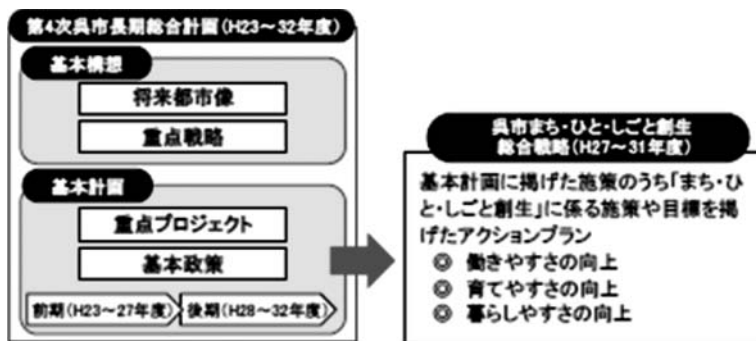 第4次呉市長期総合計画(H23～32年度)
基本構想
将来都市像
重点戦略
基本計画
重点プロジェクト
基本政策
前期(H23～27年度)
後期(H28～32年度)
呉市まち・ひと・しごと創生
総合戦略(H27～31年度)
基本計画に掲げた施策のうち「まち・ひ
と・しごと創生」に係る施策や目標を掲
げたアクションプラン
◎ 働きやすさの向上
◎ 育てやすさの向上
◎ 暮らしやすさの向上